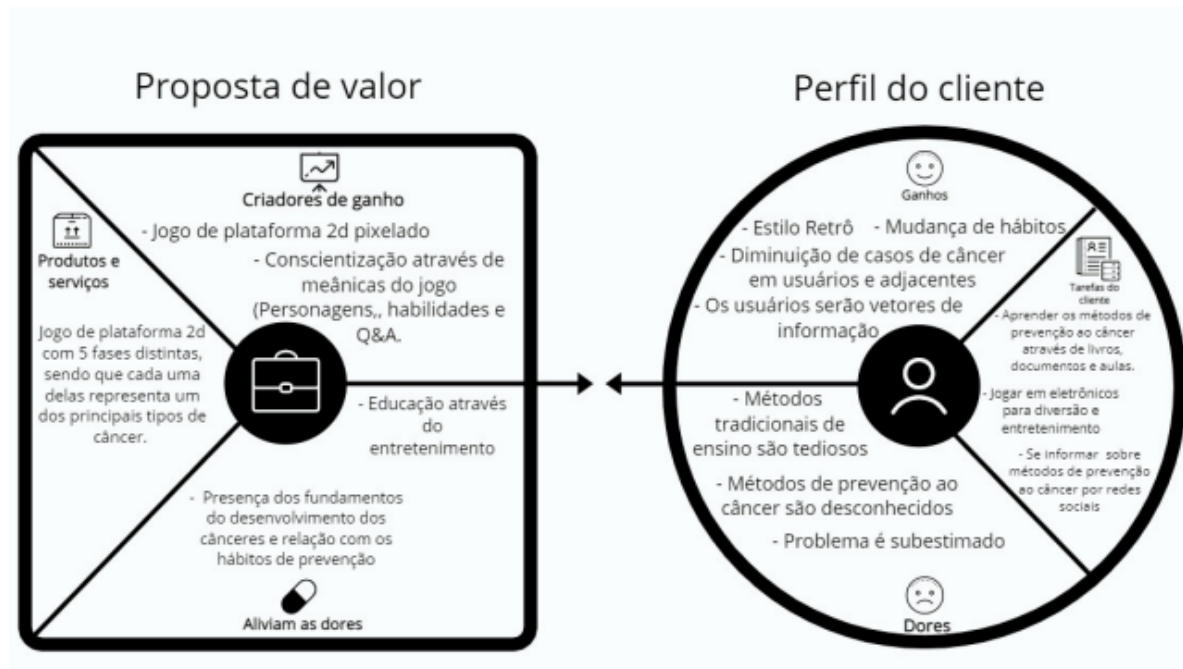 Proposta de valor
Criadores de ganho
- Jogo de plataforma 2d pixelado
- Conscientização através de
meânicas do jogo
(Personagens,, habilidades e
Q&A.
Produtos e
serviços
Jogo de plataforma 2d
com 5 fases distintas,
sendo que cada uma
delas representa um
dos principais tipos de
câncer.
- Educação através
do
entretenimento
- Presença dos fundamentos
do desenvolvimento dos
cânceres e relação com os
hábitos de prevenção
Aliviam as dores
Perfil do cliente
Ganhos
- Estilo Retrô
- Mudança de hábitos
- Diminuição de casos de câncer
em usuários e adjacentes
- Os usuários serão vetores de
informação
Tarefas do
cliente
- Aprender os métodos de
prevenção ao câncer
através de livros,
documentos e aulas.
- Jogar em eletrônicos
para diversão e
entretenimento
- Se informar sobre
métodos de prevenção
ao câncer por redes
sociais
- Métodos
tradicionais de
ensino são tediosos
- Métodos de prevenção ao
câncer são desconhecidos
- Problema é subestimado
Dores